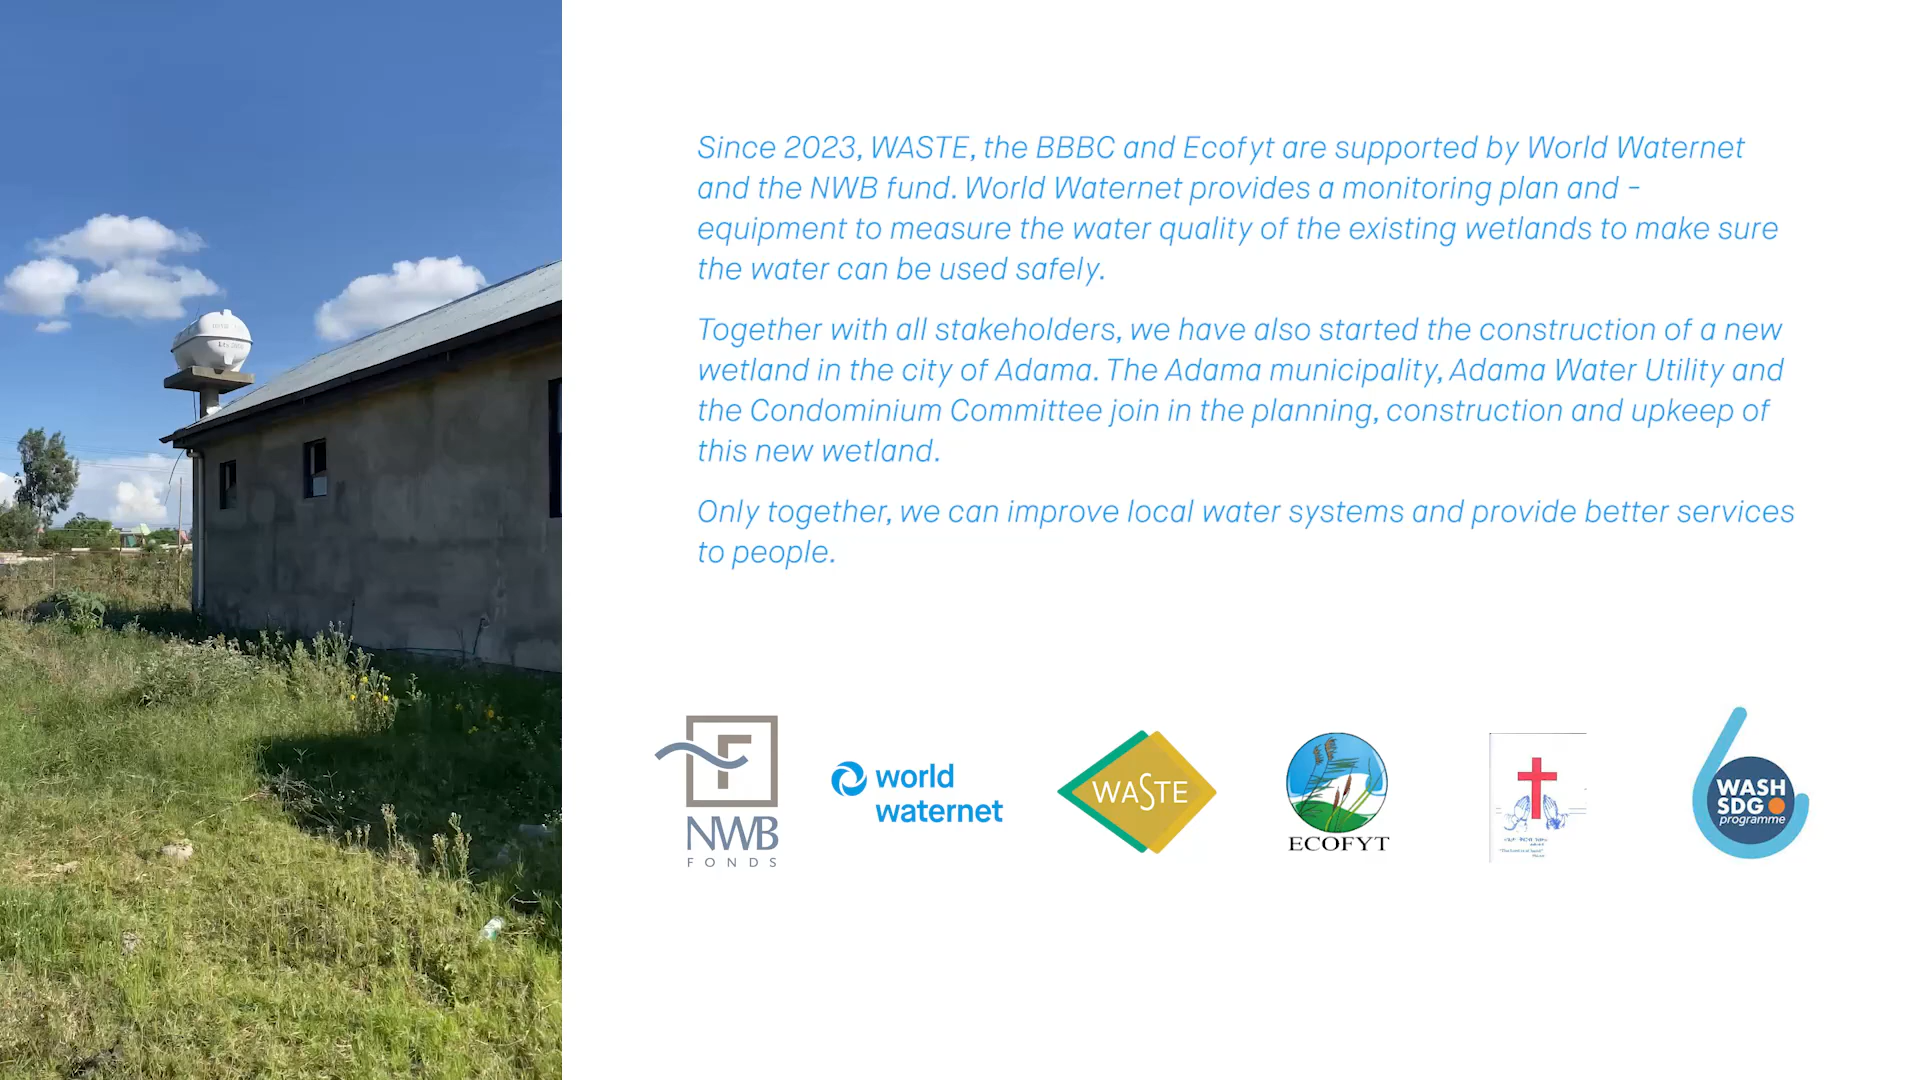 Since 2023, WASTE, the BBBC and Ecofyt are supported by World Waternet
and the NWB fund. World Waternet provides a monitoring plan and -
equipment to measure the water quality of the existing wetlands to make sure
the water can be used safely.
Together with all stakeholders, we have also started the construction of a new
wetland in the city of Adama. The Adama municipality, Adama Water Utility and
the Condominium Committee join in the planning, construction and upkeep of
this new wetland.
Only together, we can improve local water systems and provide better services
to people.
F
NWB
FONDS
world
waternet
WASTE
ECOFYT
WASH
SDG
programme